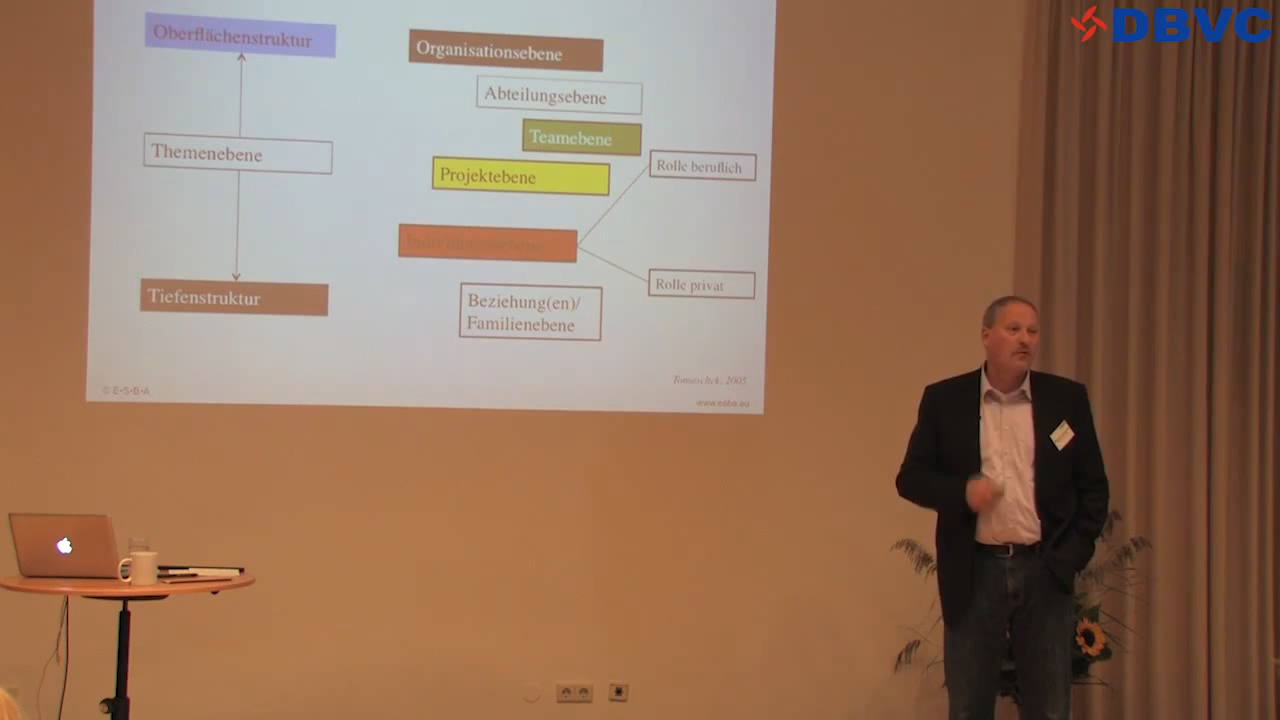 DBVC
Oberflächenstruktur
Organisationsebene
Abteilungsebene
Teamebene
Themenebene
Rolle beruflich
Projektebene
Tiefenstruktur
Rolle privat
Beziehung(en)/
Familienebene
© E•S•B•A
www.esba.eu